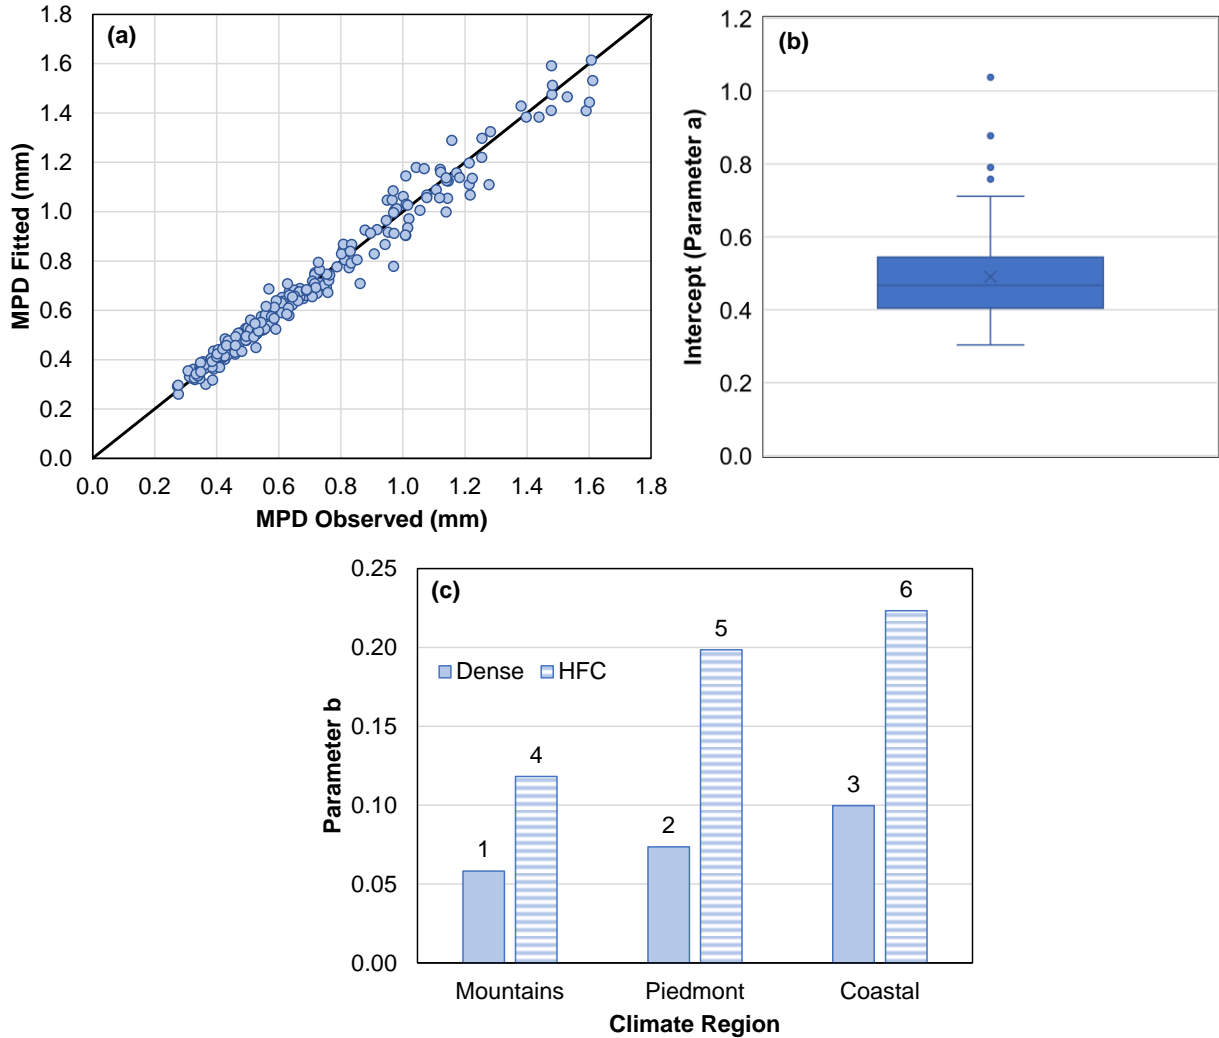 (a)
MPD Fitted (mm)
1.8
1.6
1.4
1.2
1.0
0.8
0.6
0.4
0.2
0.0
0.0 0.2 0.4 0.6 0.8 1.0 1.2 1.4 1.6 1.8
MPD Observed (mm)
(b)
Intercept (Parameter a)
1.2
1.0
0.8
0.6
0.4
0.2
0.0
(c)
Parameter b
0.25
0.20
0.15
0.10
0.05
0.00
Dense HFC
1 4 2 5 3 6
Mountains Piedmont Coastal
Climate Region